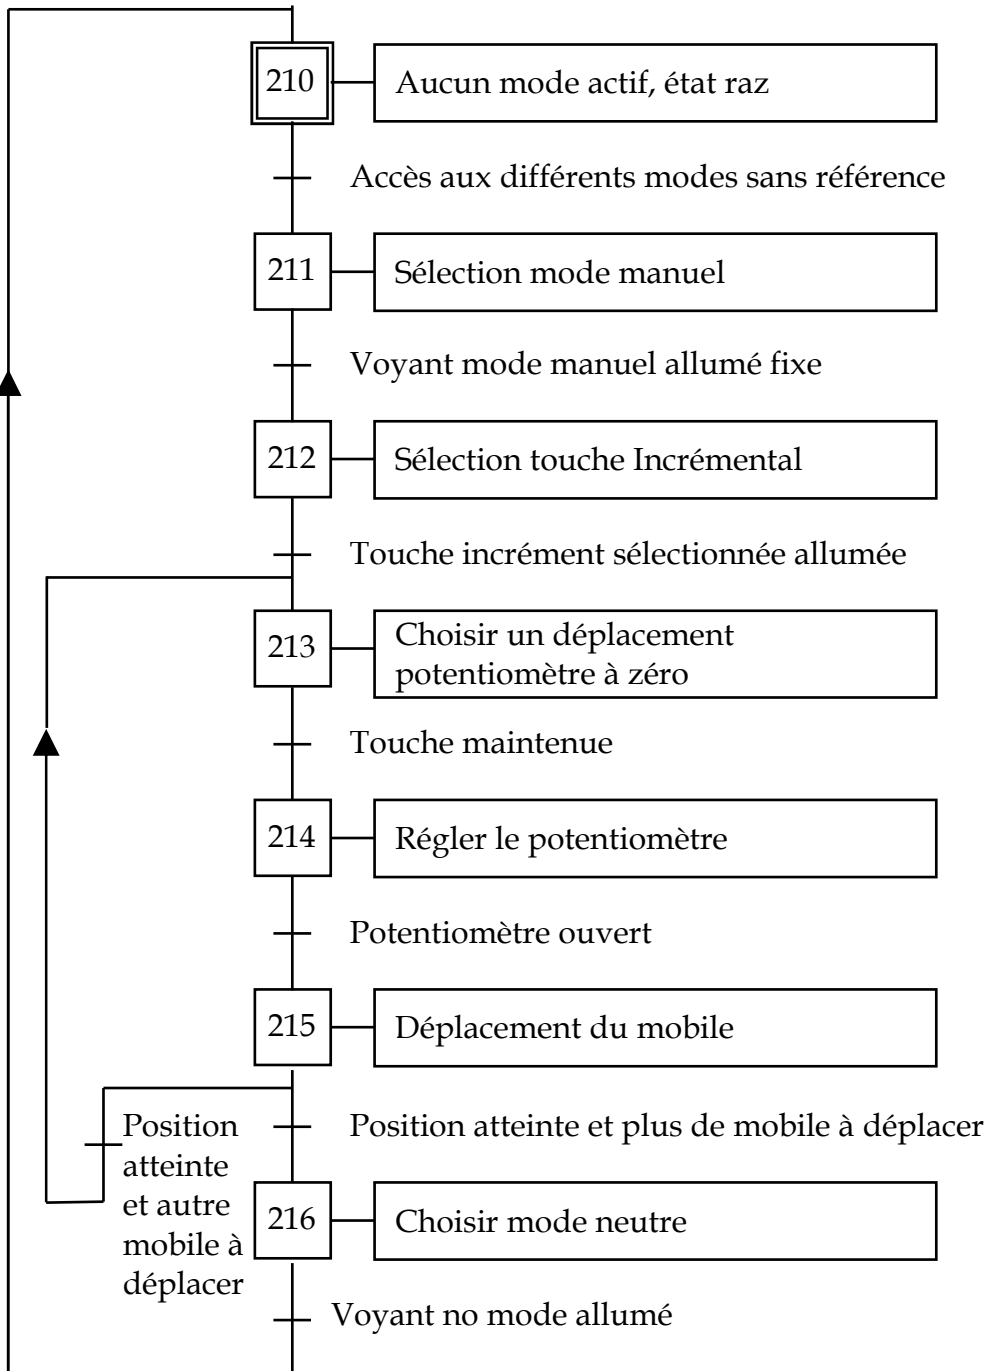 210
Aucun mode actif, état raz
Accès aux différents modes sans référence
211
Sélection mode manuel
Voyant mode manuel allumé fixe
212
Sélection touche Incrémental
Touche incrément sélectionnée allumée
213
Choisir un déplacement
potentiomètre à zéro
Touche maintenue
214
Régler le potentiomètre
Potentiomètre ouvert
215
Déplacement du mobile
Position
atteinte
et autre
mobile à
déplacer
Position atteinte et plus de mobile à déplacer
216
Choisir mode neutre
Voyant no mode allumé